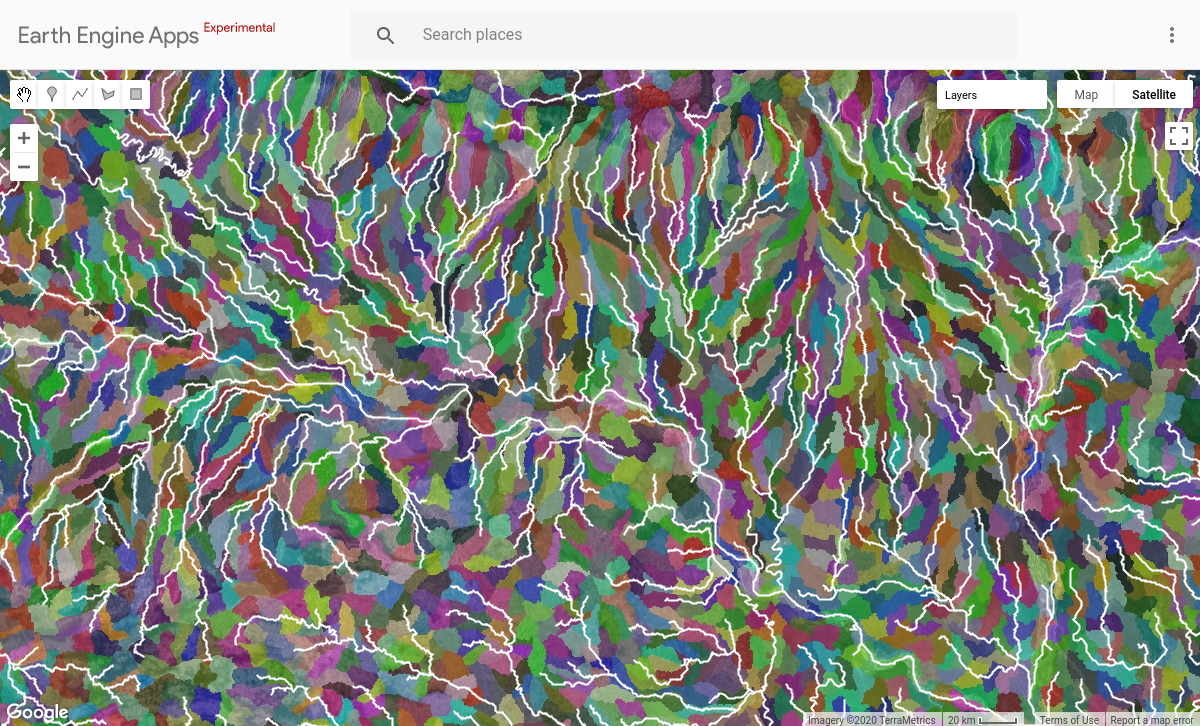 Earth Engine Apps Experimental
Search places
Layers
Map
Satellite
+
−
Google
Imagery ©2020 TerraMetrics
20 km
Terms of Use
Report a map error